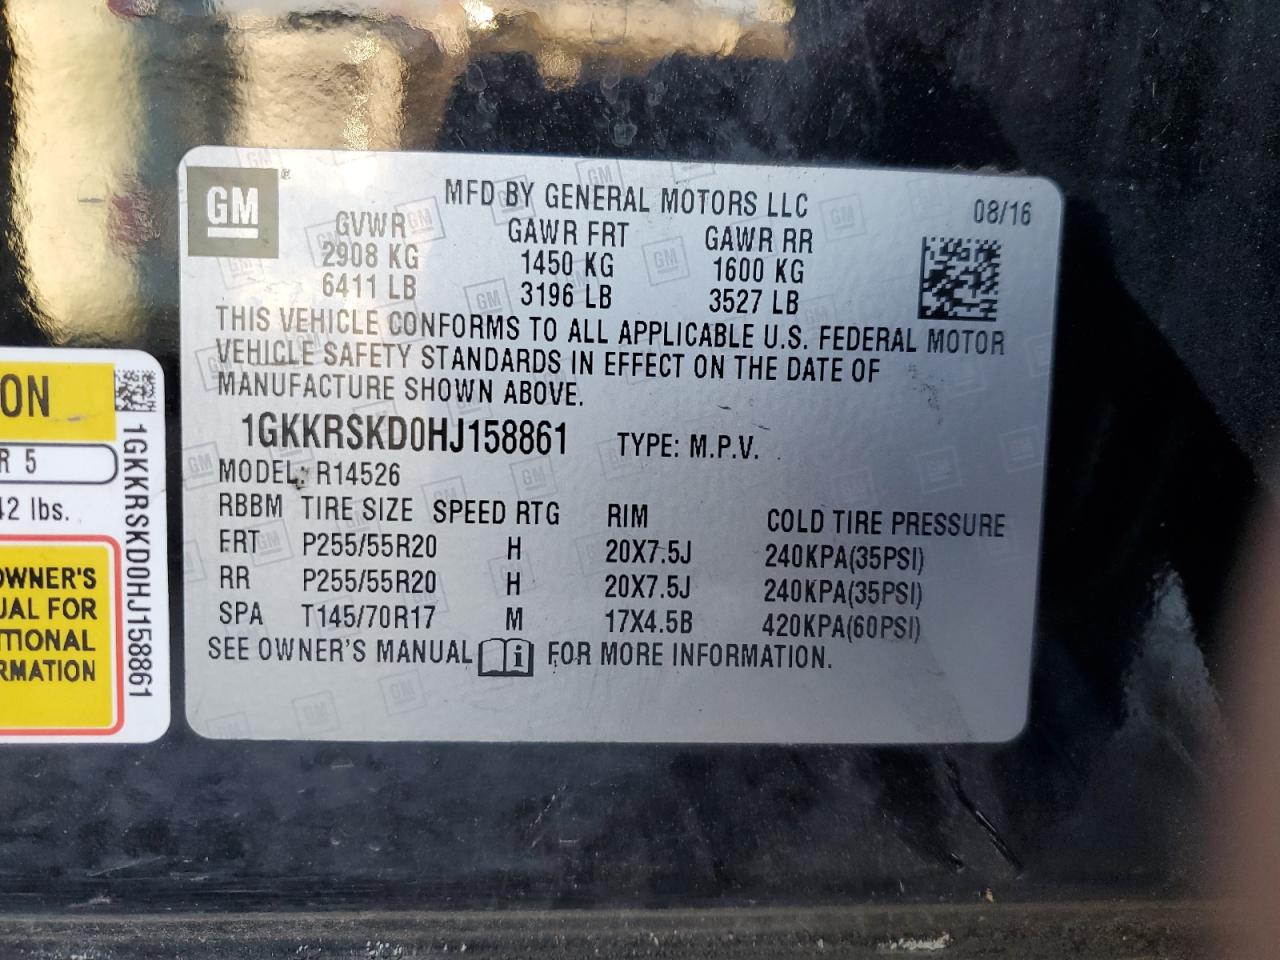 GM
MFD BY GENERAL MOTORS LLC
08/16
GVWR GAWR FRT GAWR RR
2908 KG 1450 KG 1600 KG
6411 LB 3196 LB 3527 LB
THIS VEHICLE CONFORMS TO ALL APPLICABLE U.S. FEDERAL MOTOR
VEHICLE SAFETY STANDARDS IN EFFECT ON THE DATE OF
MANUFACTURE SHOWN ABOVE.
1GKKRSKD0HJ158861 TYPE: M.P.V.
MODEL: R14526
RBBM TIRE SIZE SPEED RTG RIM COLD TIRE PRESSURE
FRT P255/55R20 H 20X7.5J 240KPA(35PSI)
RR P255/55R20 H 20X7.5J 240KPA(35PSI)
SPA T145/70R17 M 17X4.5B 420KPA(60PSI)
SEE OWNER'S MANUAL i FOR MORE INFORMATION.
ON
R 5
42 lbs.
OWNER'S
UAL FOR
ITIONAL
RMATION
1GKKRSKD0HJ158861